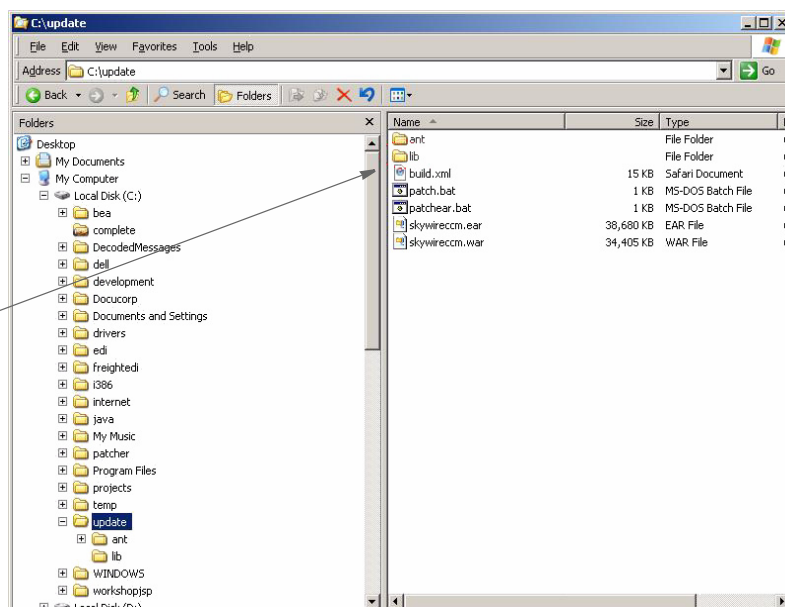 C:\update
File Edit View Favorites Tools Help
Address C:\update Go
Back Search Folders
Folders x
Name Size Type
Desktop
My Documents
My Computer
Local Disk (C:)
bea
complete
DecodedMessages
dell
development
Docucorp
Documents and Settings
drivers
edi
freightedi
i386
internet
java
My Music
patcher
Program Files
projects
temp
update
ant
lib
WINDOWS
workshopjsp
Local Disk (D:)
ant File Folder
lib File Folder
build.xml 15 KB Safari Document
patch.bat 1 KB MS-DOS Batch File
patchear.bat 1 KB MS-DOS Batch File
skywireccm.ear 38,680 KB EAR File
skywireccm.war 34,405 KB WAR File